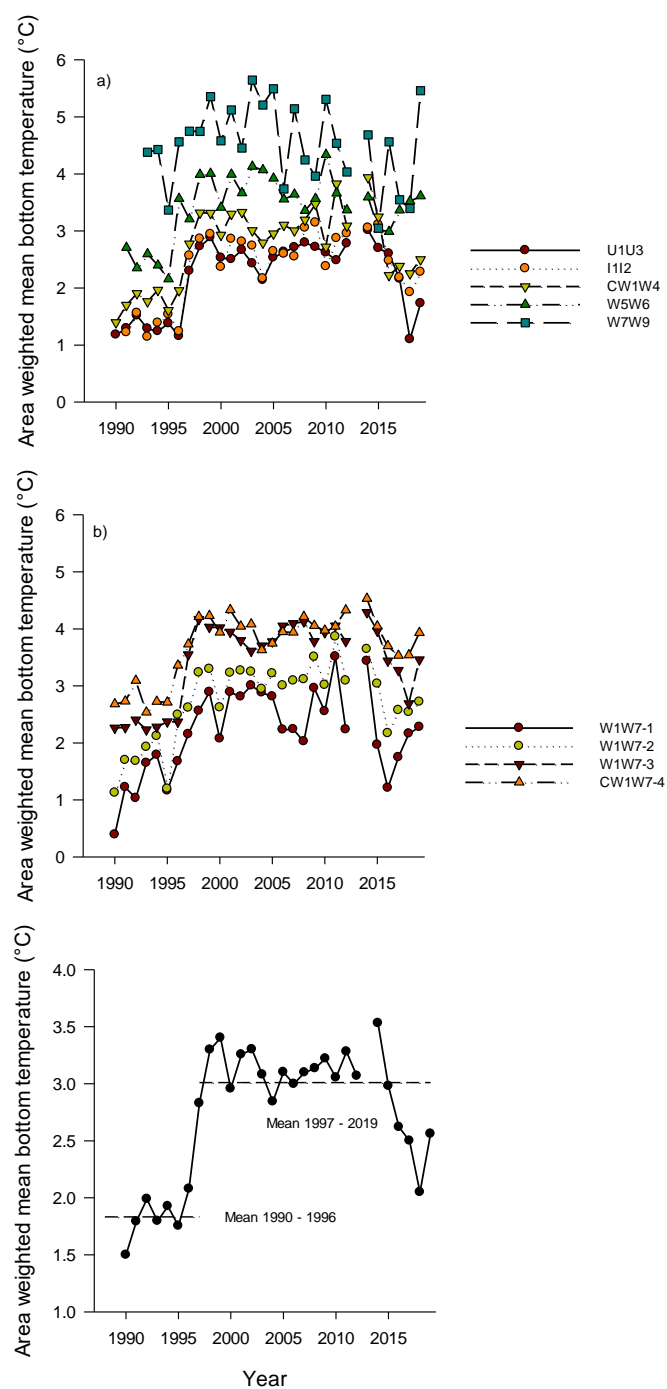 Area weighted mean bottom temperature (°C)
a)
6
5
4
3
2
1
0
1990 1995 2000 2005 2010 2015
U1U3
I1I2
CW1W4
W5W6
W7W9
Area weighted mean bottom temperature (°C)
b)
6
5
4
3
2
1
0
1990 1995 2000 2005 2010 2015
W1W7-1
W1W7-2
W1W7-3
CW1W7-4
Area weighted mean bottom temperature (°C)
4.0
3.5
3.0
2.5
2.0
1.5
1.0
Mean 1997 - 2019
Mean 1990 - 1996
1990 1995 2000 2005 2010 2015
Year